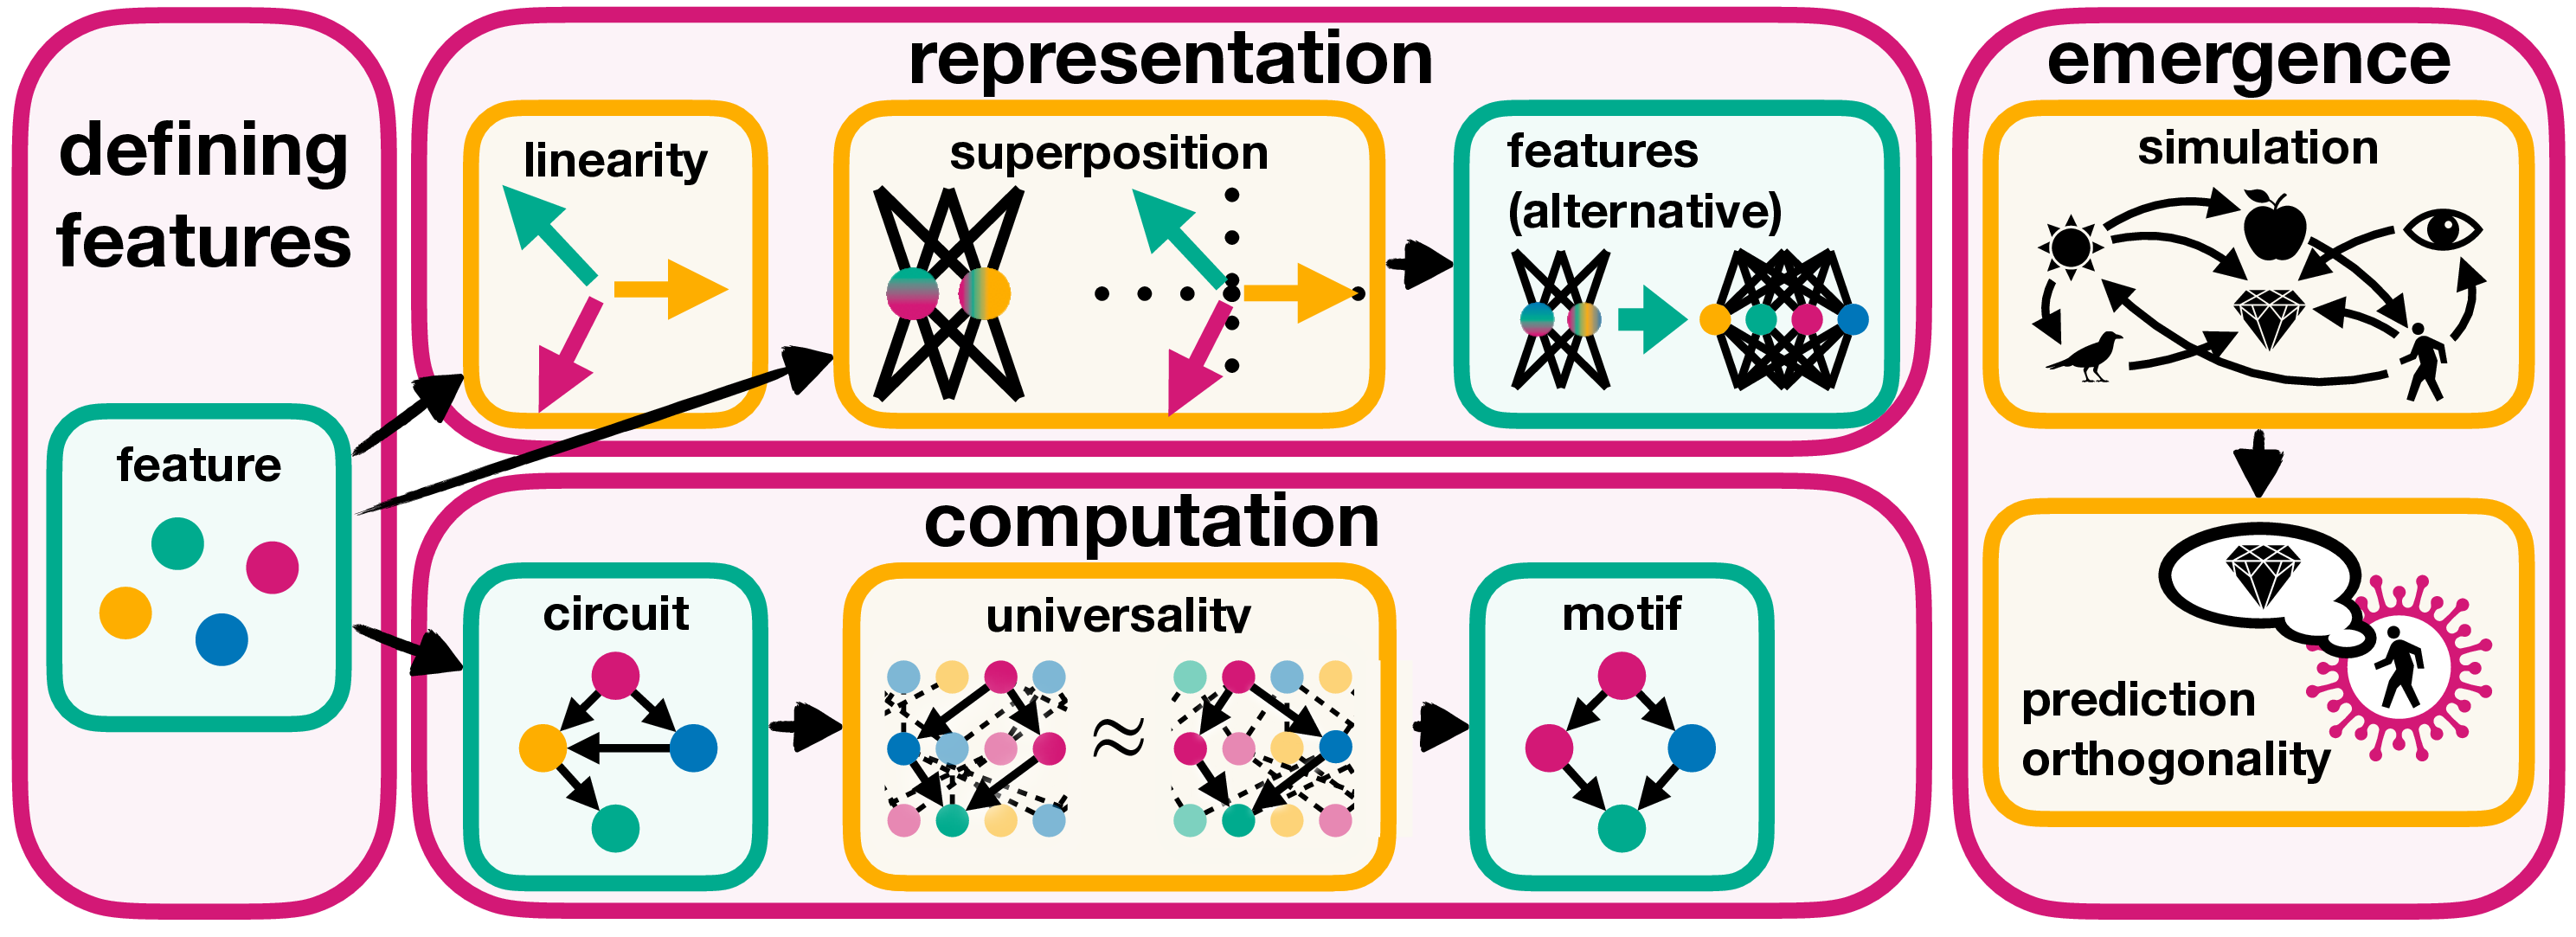 defining
features
feature
representation
linearity
superposition
features
(alternative)
computation
circuit
universality
≈
motif
emergence
simulation
prediction
orthogonality